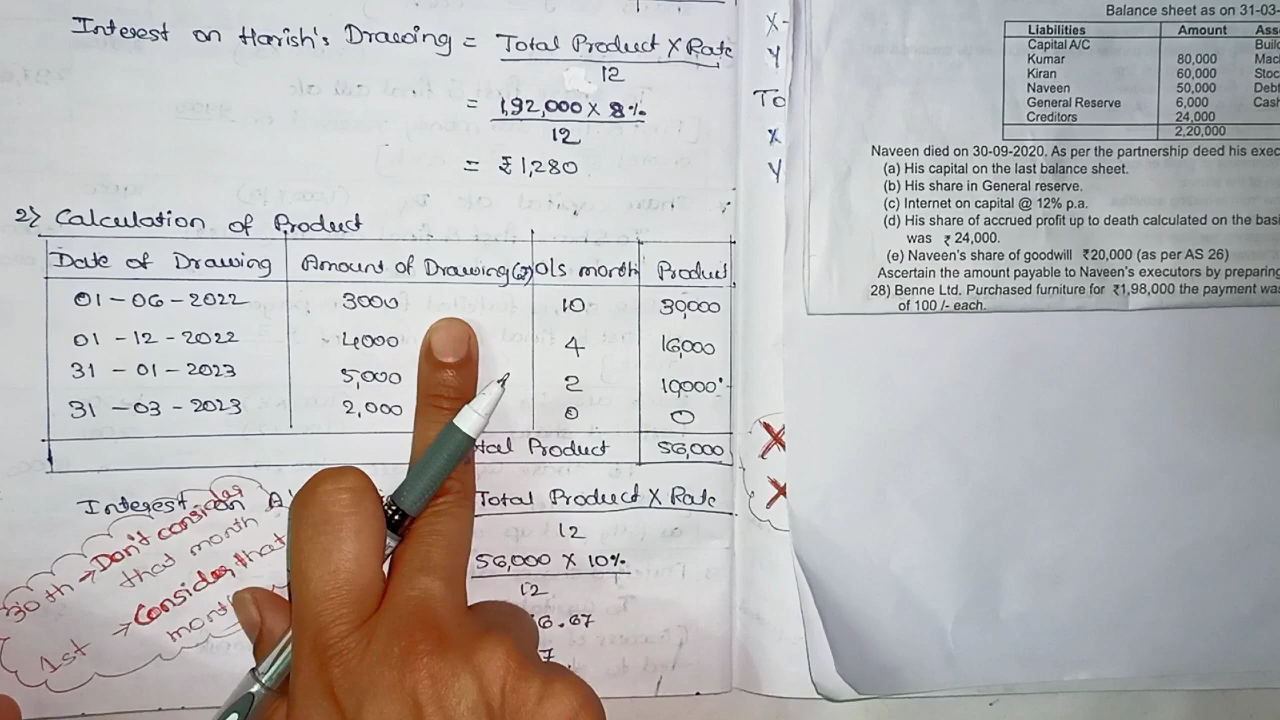 Interest on Harish's Drawing = Total Product X Rate
12
= 1,92,000 X 8%
12
= ₹1,280
2) Calculation of Product
Date of Drawing Amount of Drawing(₹) O/s month Product
01 - 06 - 2022 3000 10 30,000
01 - 12 - 2022 4000 4 16,000
31 - 01 - 2023 5,000 2 10000
31 - 03 - 2023 2,000 0 0
Product 56,000
Interest on Total Product X Rate
12
56,000 X 10%
12
6.67
7
30th → Don't consider
that month
1st → Consider that
X
Y
To
X
Y
Balance sheet as on 31-03-
Liabilities Amount
Capital A/C
Kumar 80,000
Kiran 60,000
Naveen 50,000
General Reserve 6,000
Creditors 24,000
2,20,000
Naveen died on 30-09-2020. As per the partnership deed his exec
(a) His capital on the last balance sheet.
(b) His share in General reserve.
(c) Internet on capital @ 12% p.a.
(d) His share of accrued profit up to death calculated on the bas
was ₹ 24,000.
(e) Naveen's share of goodwill ₹20,000 (as per AS 26)
Ascertain the amount payable to Naveen's executors by preparing
28) Benne Ltd. Purchased furniture for ₹1,98,000 the payment wa
of 100 /- each.